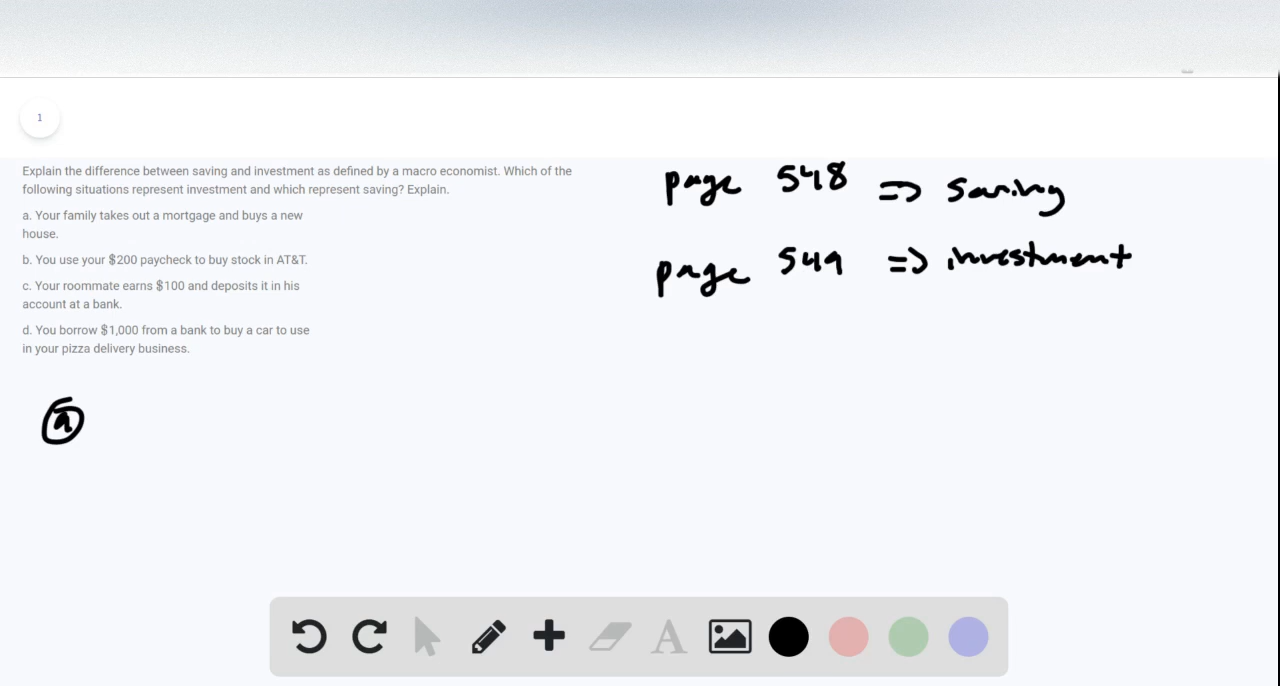 1
Explain the difference between saving and investment as defined by a macro economist. Which of the
following situations represent investment and which represent saving? Explain.
a. Your family takes out a mortgage and buys a new
house.
b. You use your $200 paycheck to buy stock in AT&T.
c. Your roommate earns $100 and deposits it in his
account at a bank.
d. You borrow $1,000 from a bank to buy a car to use
in your pizza delivery business.
page 548 => saving
page 549 => investment
a
A